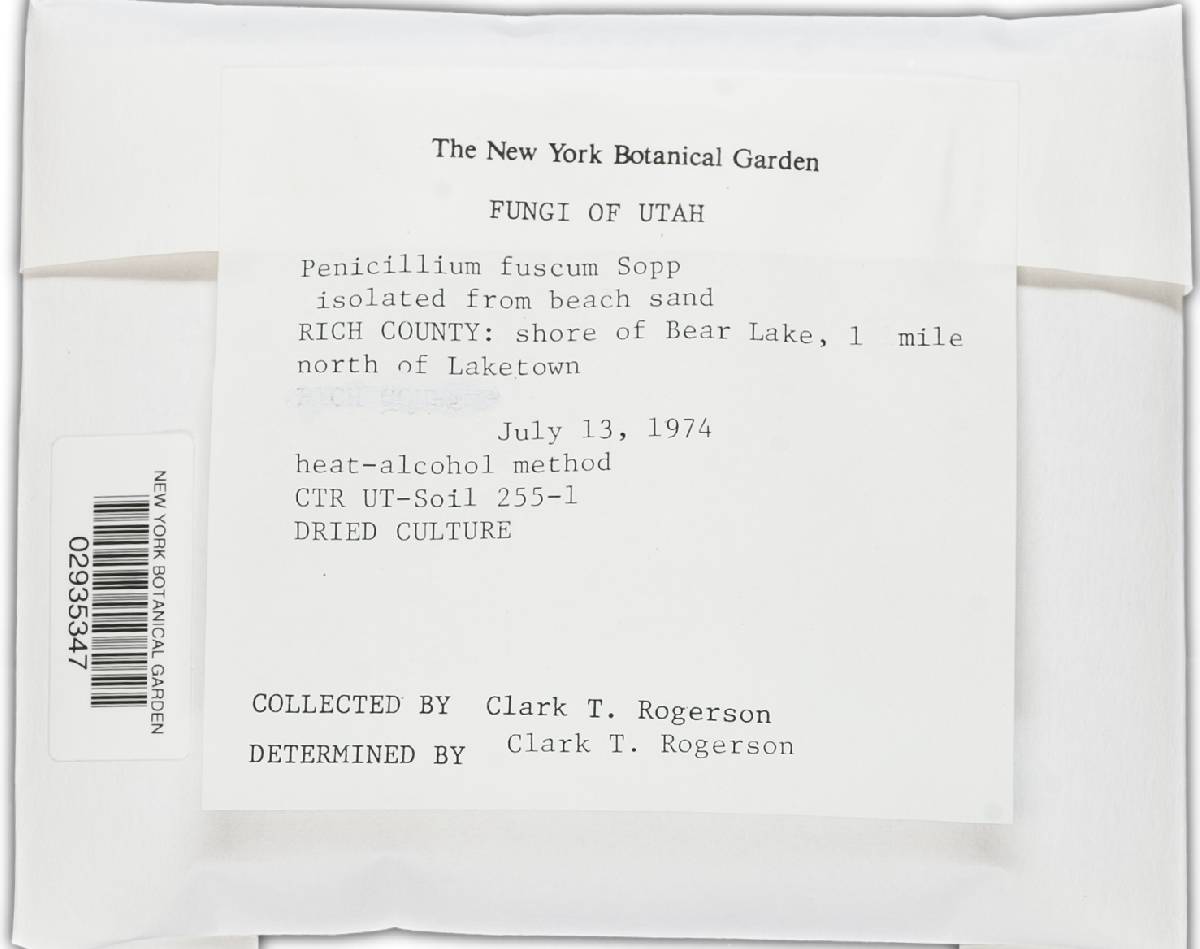 The New York Botanical Garden
FUNGI OF UTAH
Penicillium fuscum Sopp
isolated from beach sand
RICH COUNTY: shore of Bear Lake, 1 mile
north of Laketown
July 13, 1974
heat-alcohol method
CTR UT-Soil 255-1
DRIED CULTURE
COLLECTED BY Clark T. Rogerson
DETERMINED BY Clark T. Rogerson
NEW YORK BOTANICAL GARDEN
02935347